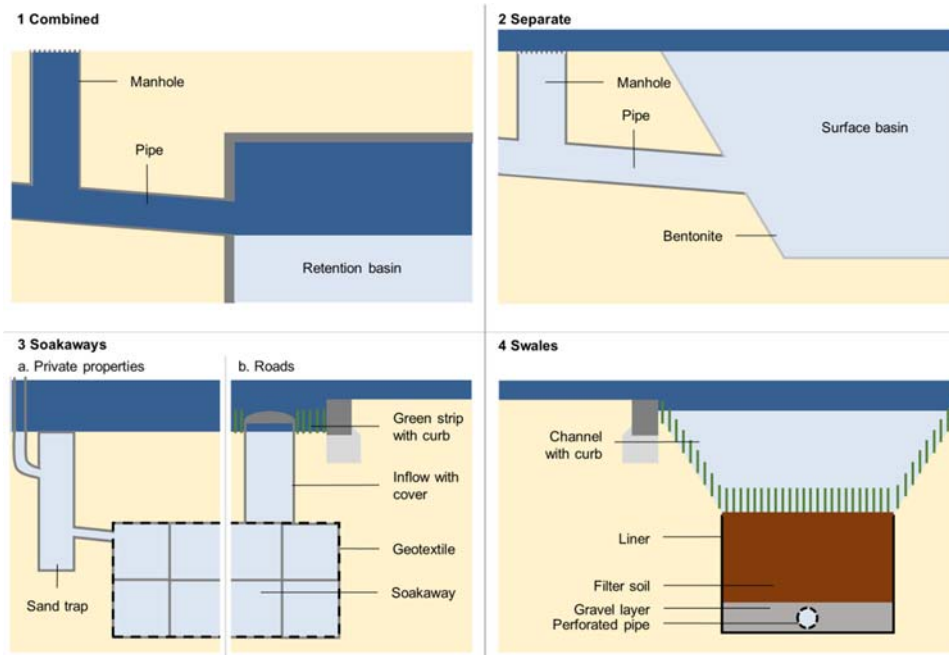 1 Combined
Manhole
Pipe
Retention basin
2 Separate
Manhole
Pipe
Surface basin
Bentonite
3 Soakaways
a. Private properties
b. Roads
Green strip
with curb
Inflow with
cover
Geotextile
Soakaway
Sand trap
4 Swales
Channel
with curb
Liner
Filter soil
Gravel layer
Perforated pipe